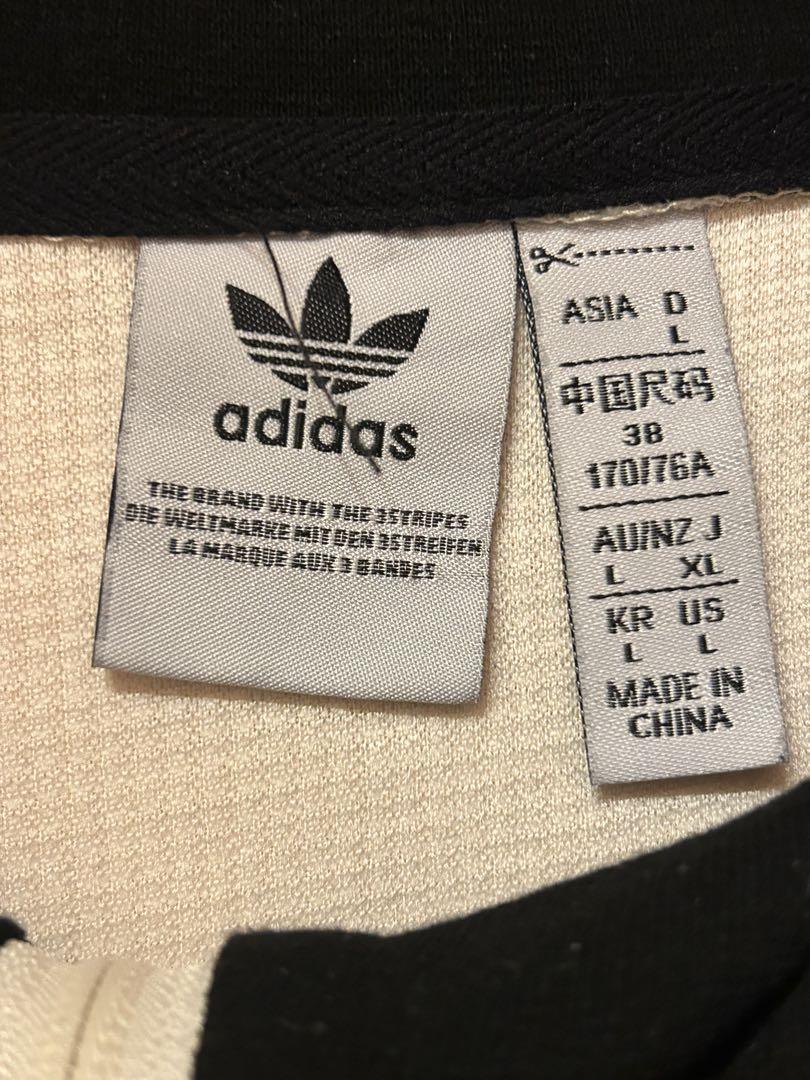 adidas
THE BRAND WITH THE 3STRIPES
DIE WELTMARKE MIT DEN 3STREIFEN
LA MARQUE AUX 3 BANDES
ASIA D
L
中国尺码
38
170/76A
AU/NZ J
L XL
KR US
L L
MADE IN
CHINA